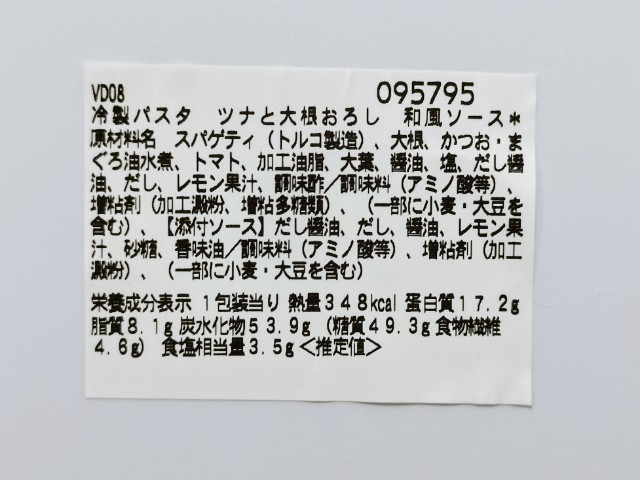 VD08 095795
冷製パスタ ツナと大根おろし 和風ソース*
原材料名 スパゲティ(トルコ製造)、大根、かつお・ま
ぐろ油水煮、トマト、加工油脂、大葉、醤油、塩、だし醤
油、だし、レモン果汁、調味酢/調味料(アミノ酸等)、
増粘剤(加工澱粉、増粘多糖類)、(一部に小麦・大豆を
含む)、【添付ソース】だし醤油、だし、醤油、レモン果
汁、砂糖、香味油/調味料(アミノ酸等)、増粘剤(加工
澱粉)、(一部に小麦・大豆を含む)
栄養成分表示 1包装当り 熱量348kcal 蛋白質17.2g
脂質8.1g 炭水化物53.9g (糖質49.3g 食物繊維
4.6g) 食塩相当量3.5g<推定値>